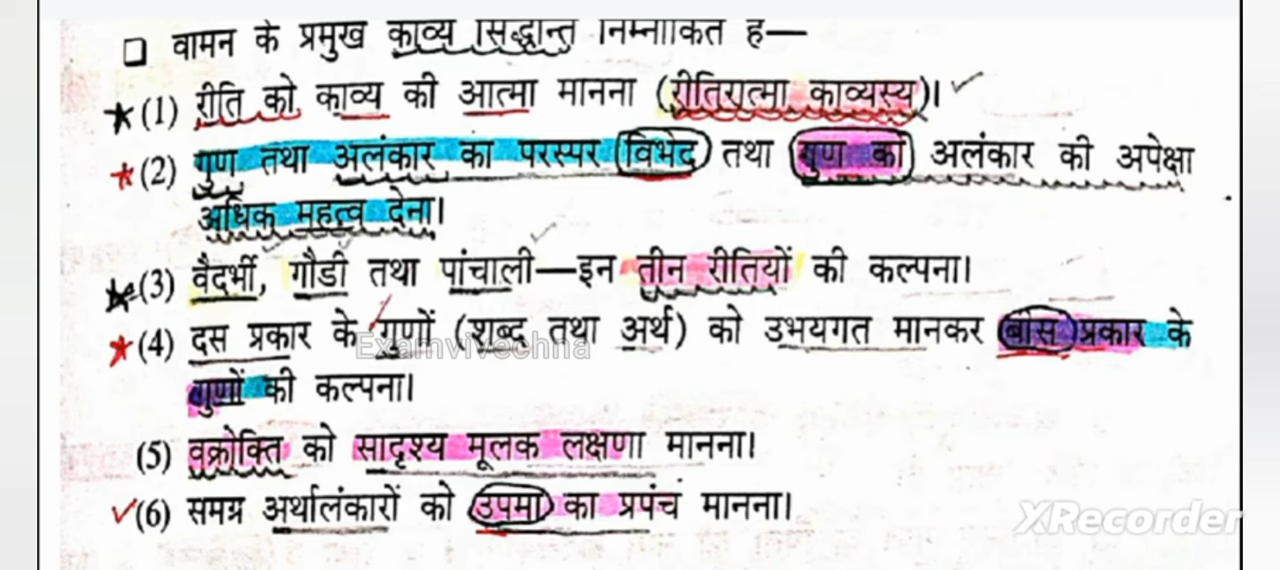 ❑ वामन के प्रमुख काव्य सिद्धान्त निम्नांकित हैं—
(1) रीति को काव्य की आत्मा मानना (रीतिरात्मा काव्यस्य)।
(2) गुण तथा अलंकार का परस्पर विभेद तथा गुण को अलंकार की अपेक्षा
अधिक महत्व देना।
(3) वैदर्भी, गौडी तथा पांचाली—इन तीन रीतियों की कल्पना।
(4) दस प्रकार के गुणों (शब्द तथा अर्थ) को उभयगत मानकर बीस प्रकार के
Examvivechna
गुणों की कल्पना।
(5) वक्रोक्ति को सादृश्य मूलक लक्षणा मानना।
(6) समग्र अर्थालंकारों को उपमा का प्रपंच मानना।
XRecorder